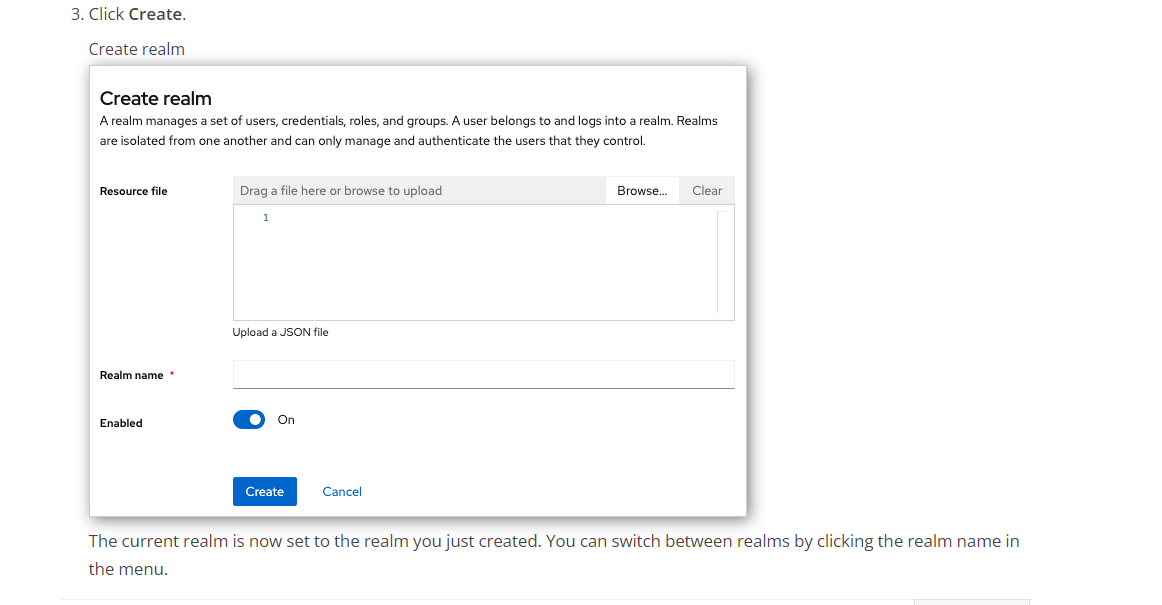 3. Click Create.
Create realm
Create realm
A realm manages a set of users, credentials, roles, and groups. A user belongs to and logs into a realm. Realms
are isolated from one another and can only manage and authenticate the users that they control.
Resource file
Drag a file here or browse to upload
Browse...
Clear
1
Upload a JSON file
Realm name *
Enabled
On
Create
Cancel
The current realm is now set to the realm you just created. You can switch between realms by clicking the realm name in
the menu.